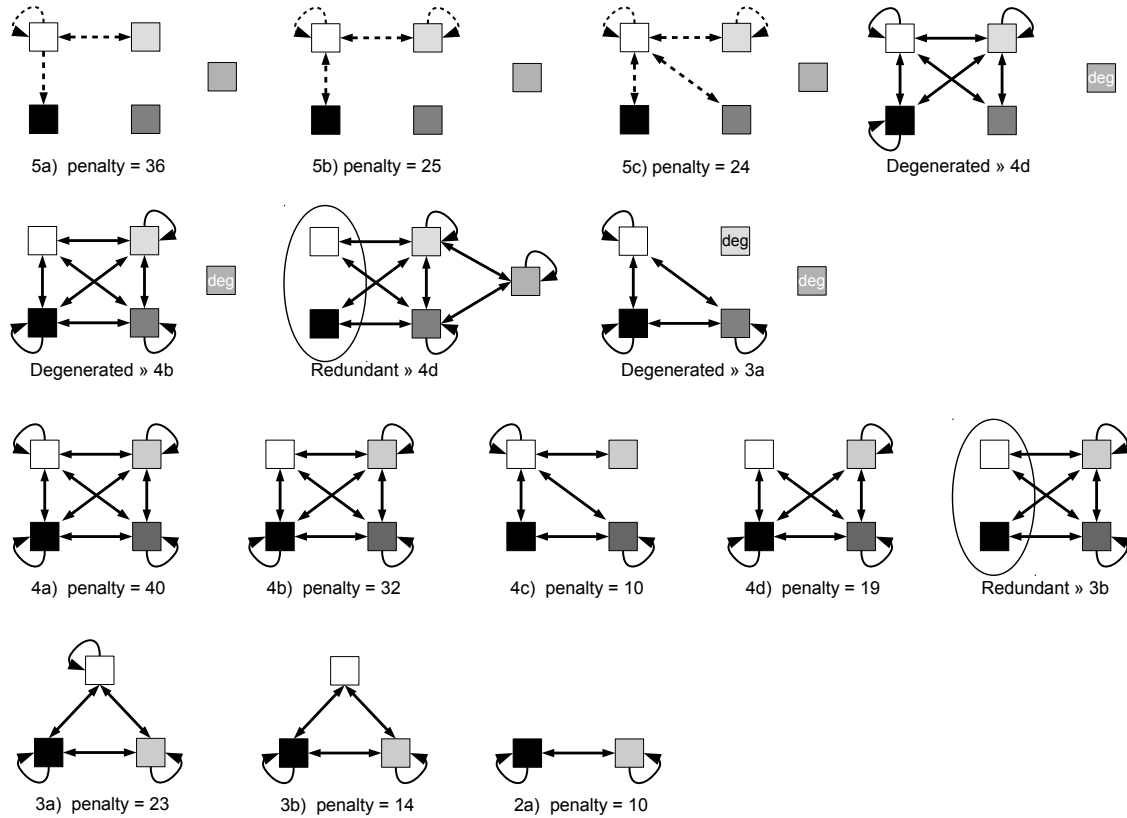 5a) penalty = 36
5b) penalty = 25
5c) penalty = 24
deg
Degenerated » 4d
deg
Degenerated » 4b
Redundant » 4d
deg
deg
Degenerated » 3a
4a) penalty = 40
4b) penalty = 32
4c) penalty = 10
4d) penalty = 19
Redundant » 3b
3a) penalty = 23
3b) penalty = 14
2a) penalty = 10